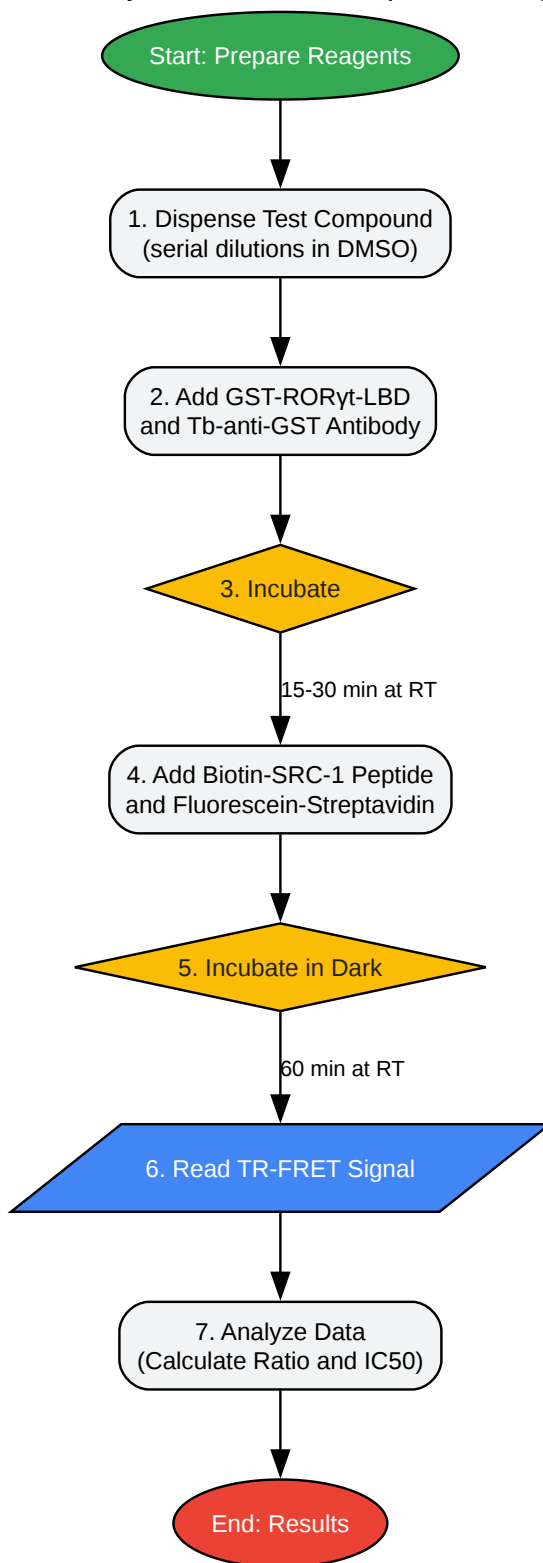 Start: Prepare Reagents
1. Dispense Test Compound
(serial dilutions in DMSO)
2. Add GST-RORγt-LBD
and Tb-anti-GST Antibody
3. Incubate
15-30 min at RT
4. Add Biotin-SRC-1 Peptide
and Fluorescein-Streptavidin
5. Incubate in Dark
60 min at RT
6. Read TR-FRET Signal
7. Analyze Data
(Calculate Ratio and IC50)
End: Results